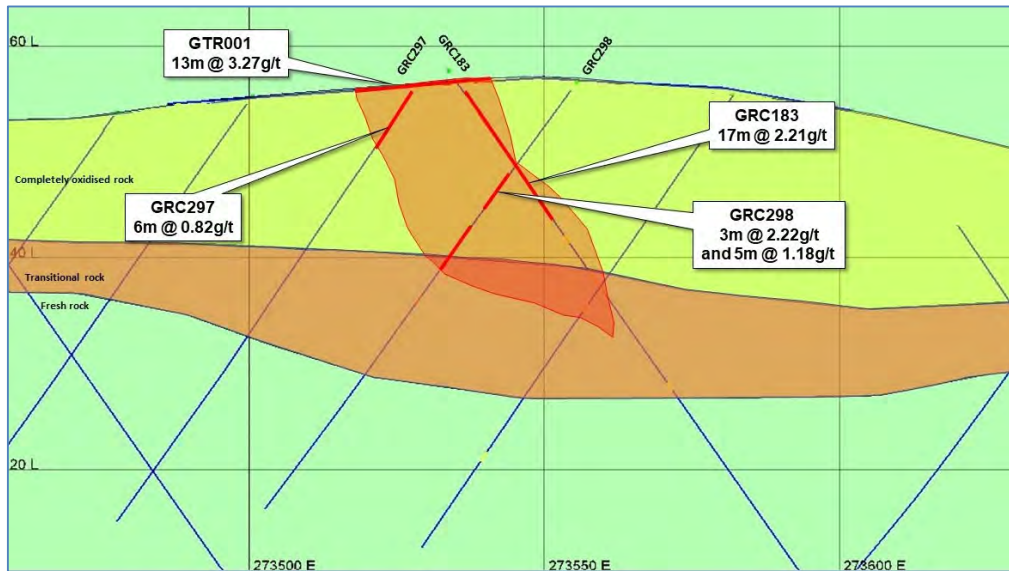 60 L
GTR001
13m @ 3.27g/t
GRC297
GRC183
GRC298
GRC183
17m @ 2.21g/t
Completely oxidised rock
GRC297
6m @ 0.82g/t
GRC298
3m @ 2.22g/t
and 5m @ 1.18g/t
40 L
Transitional rock
Fresh rock
20 L
273500 E
273550 E
273600 E